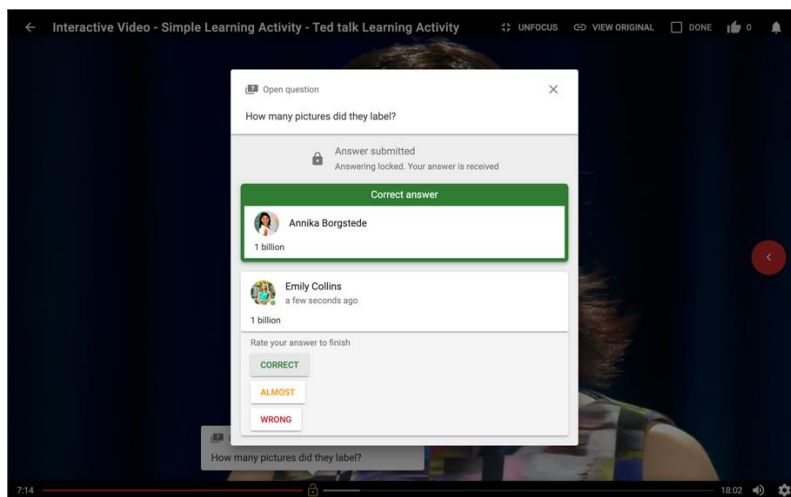 Interactive Video - Simple Learning Activity - Ted talk Learning Activity
UNFOCUS
VIEW ORIGINAL
DONE
0
Open question
How many pictures did they label?
Answer submitted
Answering locked. Your answer is received
Correct answer
Annika Borgstede
1 billion
Emily Collins
a few seconds ago
1 billion
Rate your answer to finish
CORRECT
ALMOST
WRONG
How many pictures did they label?
7:14
18:02